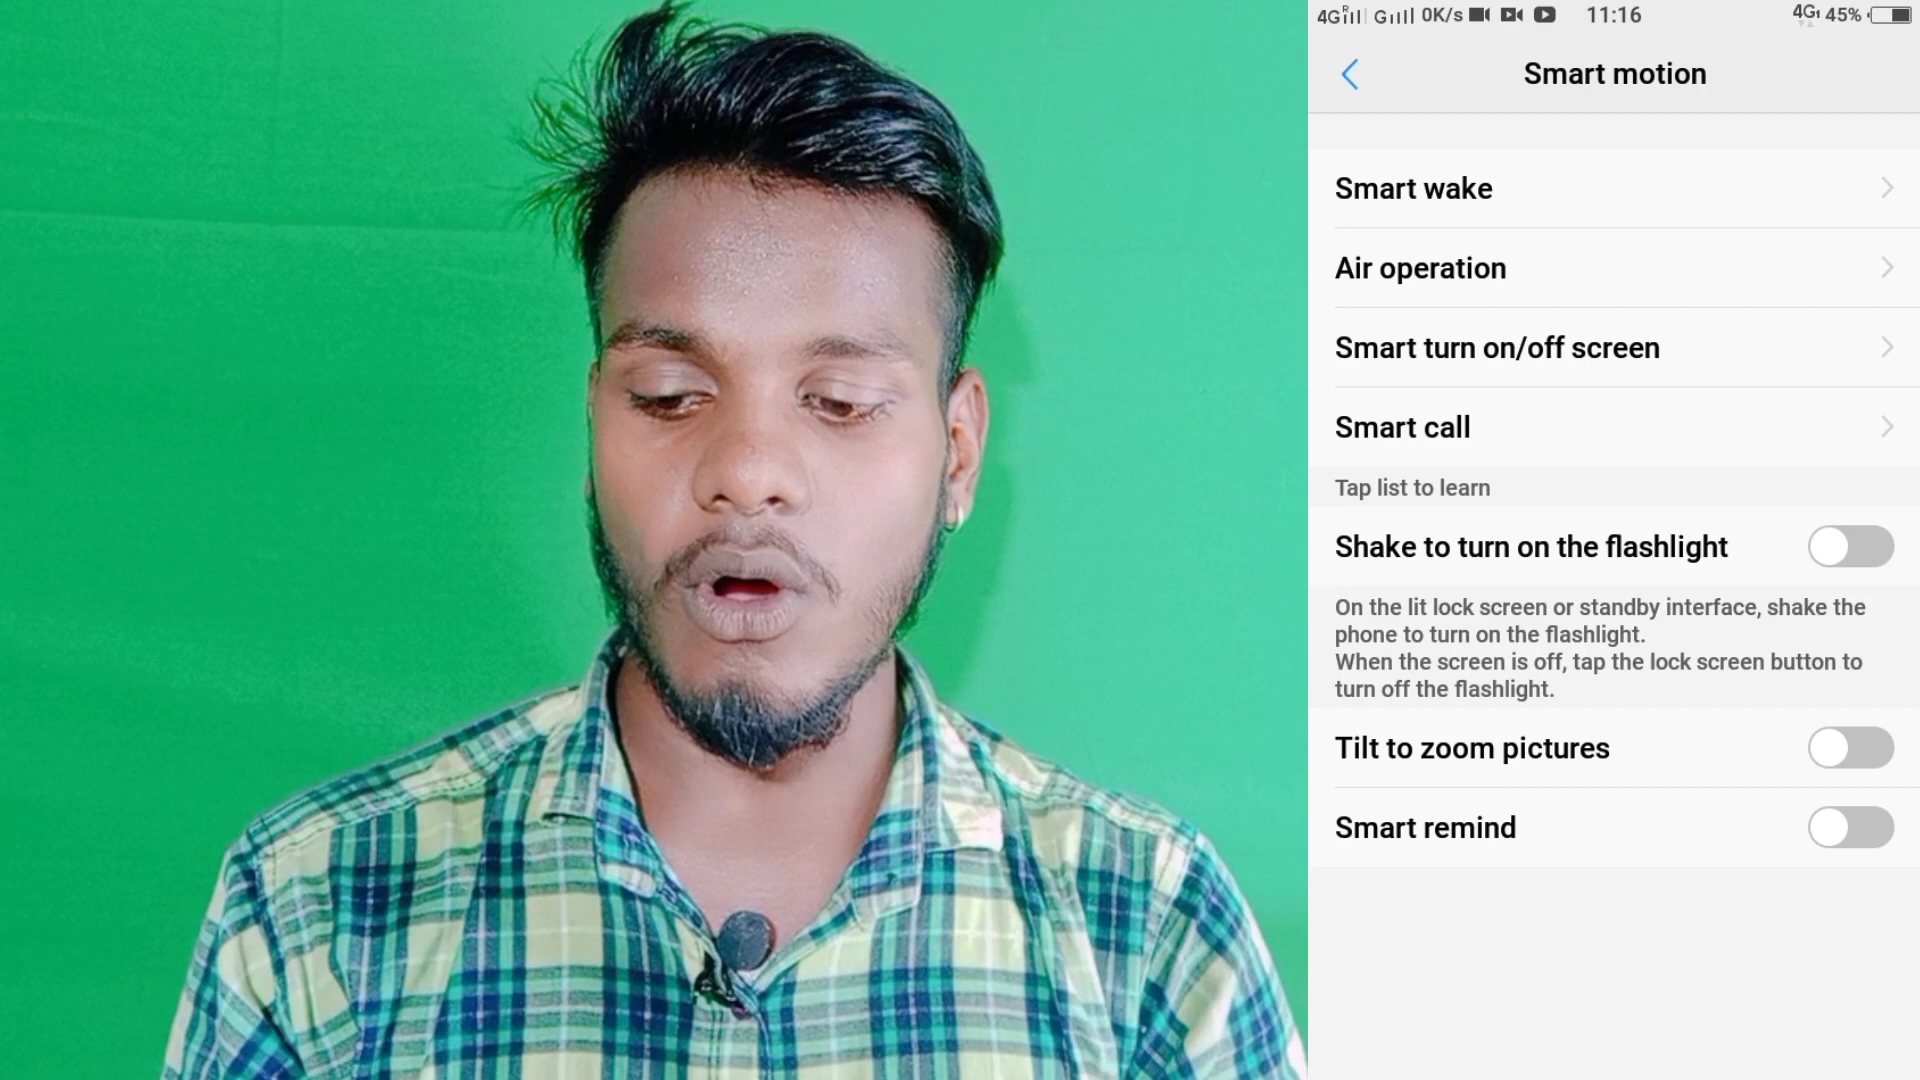 4G R G 0K/s 11:16 4G 45%
Smart motion
Smart wake
Air operation
Smart turn on/off screen
Smart call
Tap list to learn
Shake to turn on the flashlight
On the lit lock screen or standby interface, shake the
phone to turn on the flashlight.
When the screen is off, tap the lock screen button to
turn off the flashlight.
Tilt to zoom pictures
Smart remind